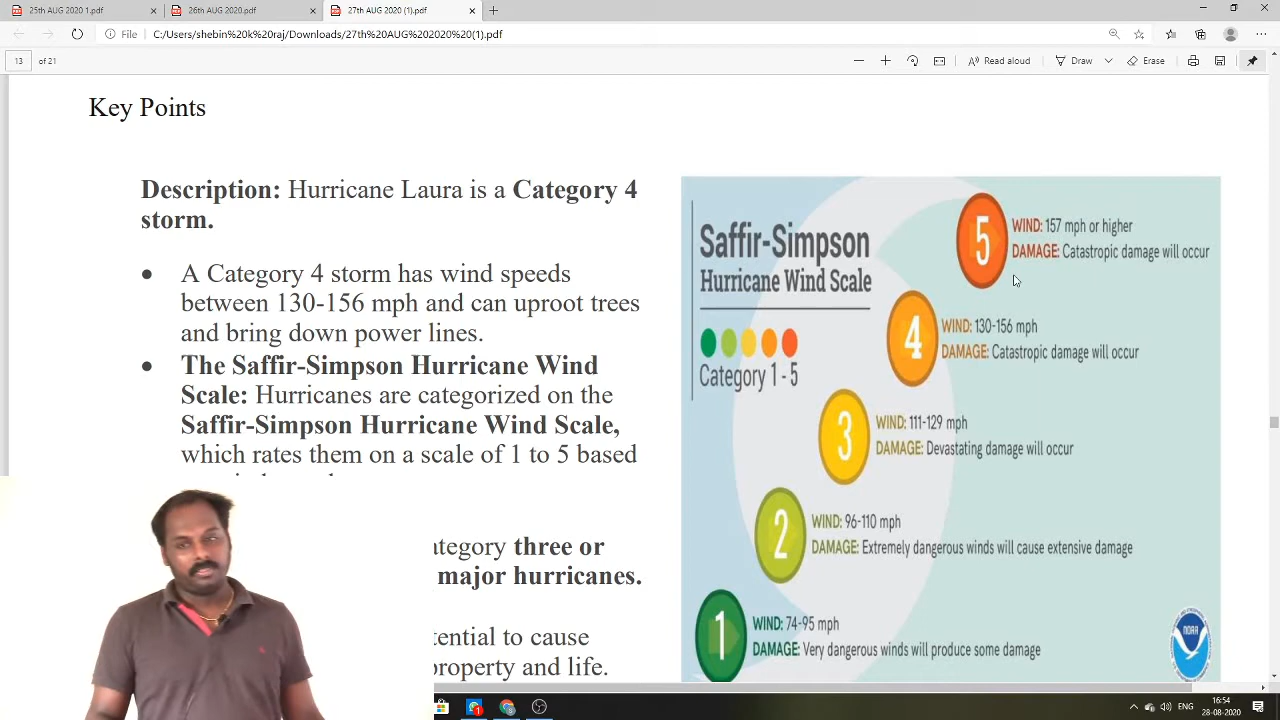 25th AUG 2020 1.pdf
26th AUG 2020.pdf
27th AUG 2020 (1).pdf
File
C:/Users/shebin%20k%20raj/Downloads/27th%20AUG%202020%20(1).pdf
13 of 21
Read aloud
Draw
Erase
Key Points
Description: Hurricane Laura is a Category 4
storm.
A Category 4 storm has wind speeds
between 130-156 mph and can uproot trees
and bring down power lines.
The Saffir-Simpson Hurricane Wind
Scale: Hurricanes are categorized on the
Saffir-Simpson Hurricane Wind Scale,
which rates them on a scale of 1 to 5 based
ategory three or
major hurricanes.
tential to cause
roperty and life.
Saffir-Simpson
Hurricane Wind Scale
Category 1 - 5
5
WIND: 157 mph or higher
DAMAGE: Catastropic damage will occur
4
WIND: 130-156 mph
DAMAGE: Catastropic damage will occur
3
WIND: 111-129 mph
DAMAGE: Devastating damage will occur
2
WIND: 96-110 mph
DAMAGE: Extremely dangerous winds will cause extensive damage
1
WIND: 74-95 mph
DAMAGE: Very dangerous winds will produce some damage
NOAA
ENG
16:54
28-08-2020